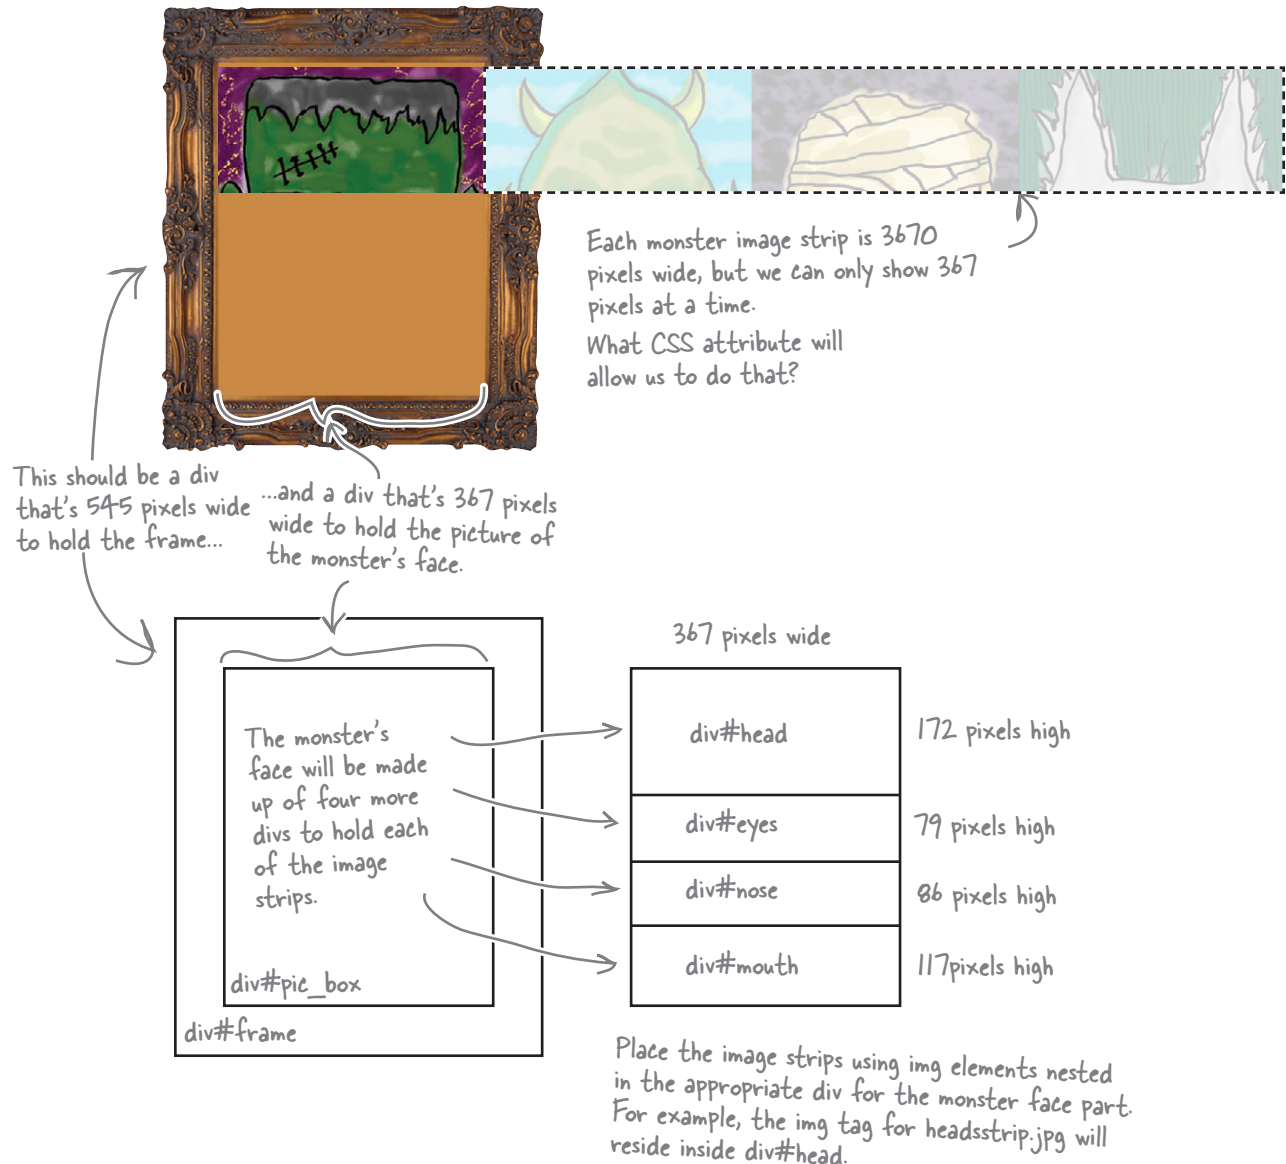 Each monster image strip is 3670
pixels wide, but we can only show 367
pixels at a time.
What CSS attribute will
allow us to do that?
This should be a div
that's 545 pixels wide
to hold the frame...
...and a div that's 367 pixels
wide to hold the picture of
the monster's face.
367 pixels wide
The monster's
face will be made
up of four more
divs to hold each
of the image
strips.
div#pic_box
div#frame
div#head
172 pixels high
div#eyes
79 pixels high
div#nose
86 pixels high
div#mouth
117pixels high
Place the image strips using img elements nested
in the appropriate div for the monster face part.
For example, the img tag for headsstrip.jpg will
reside inside div#head.